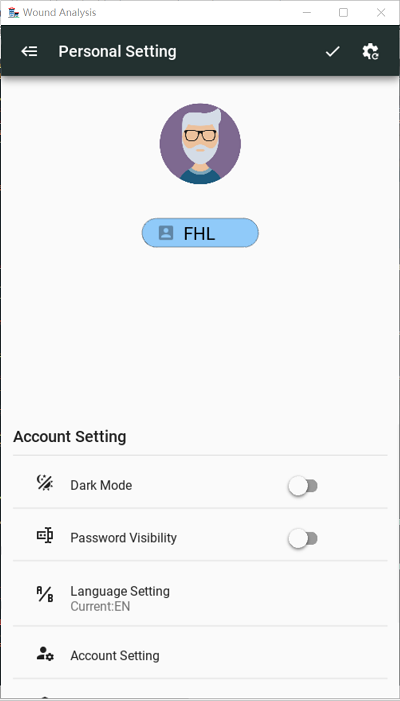 Wound Analysis
Personal Setting
FHL
Account Setting
Dark Mode
Password Visibility
Language Setting
Current:EN
Account Setting